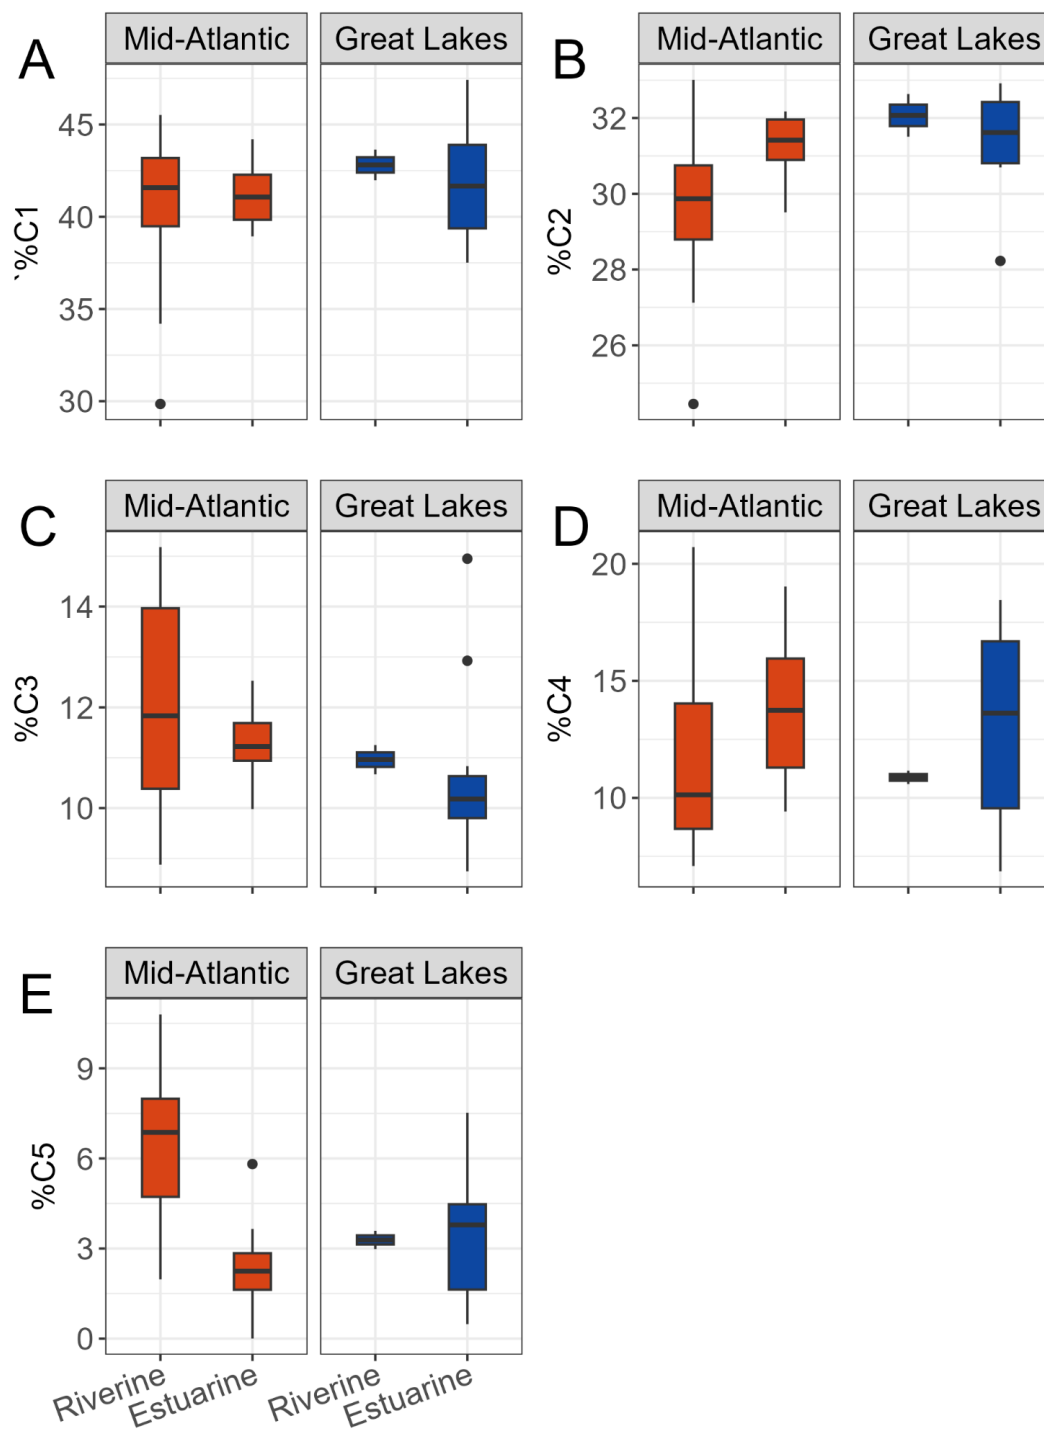 A
Mid-Atlantic
Great Lakes
`%C1
45
40
35
30
B
Mid-Atlantic
Great Lakes
%C2
32
30
28
26
C
Mid-Atlantic
Great Lakes
%C3
14
12
10
D
Mid-Atlantic
Great Lakes
%C4
20
15
10
E
Mid-Atlantic
Great Lakes
%C5
9
6
3
0
Riverine
Estuarine
Riverine
Estuarine